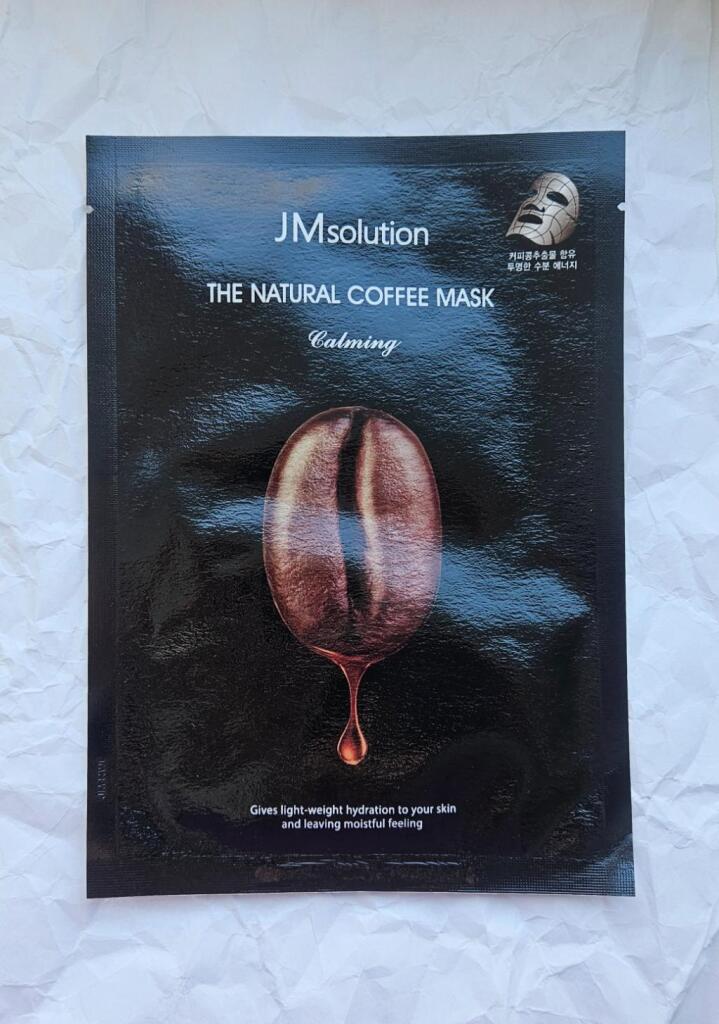 JMsolution
커피콩추출물 함유
투명한 수분 에너지
THE NATURAL COFFEE MASK
Calming
Gives light-weight hydration to your skin
and leaving moistful feeling